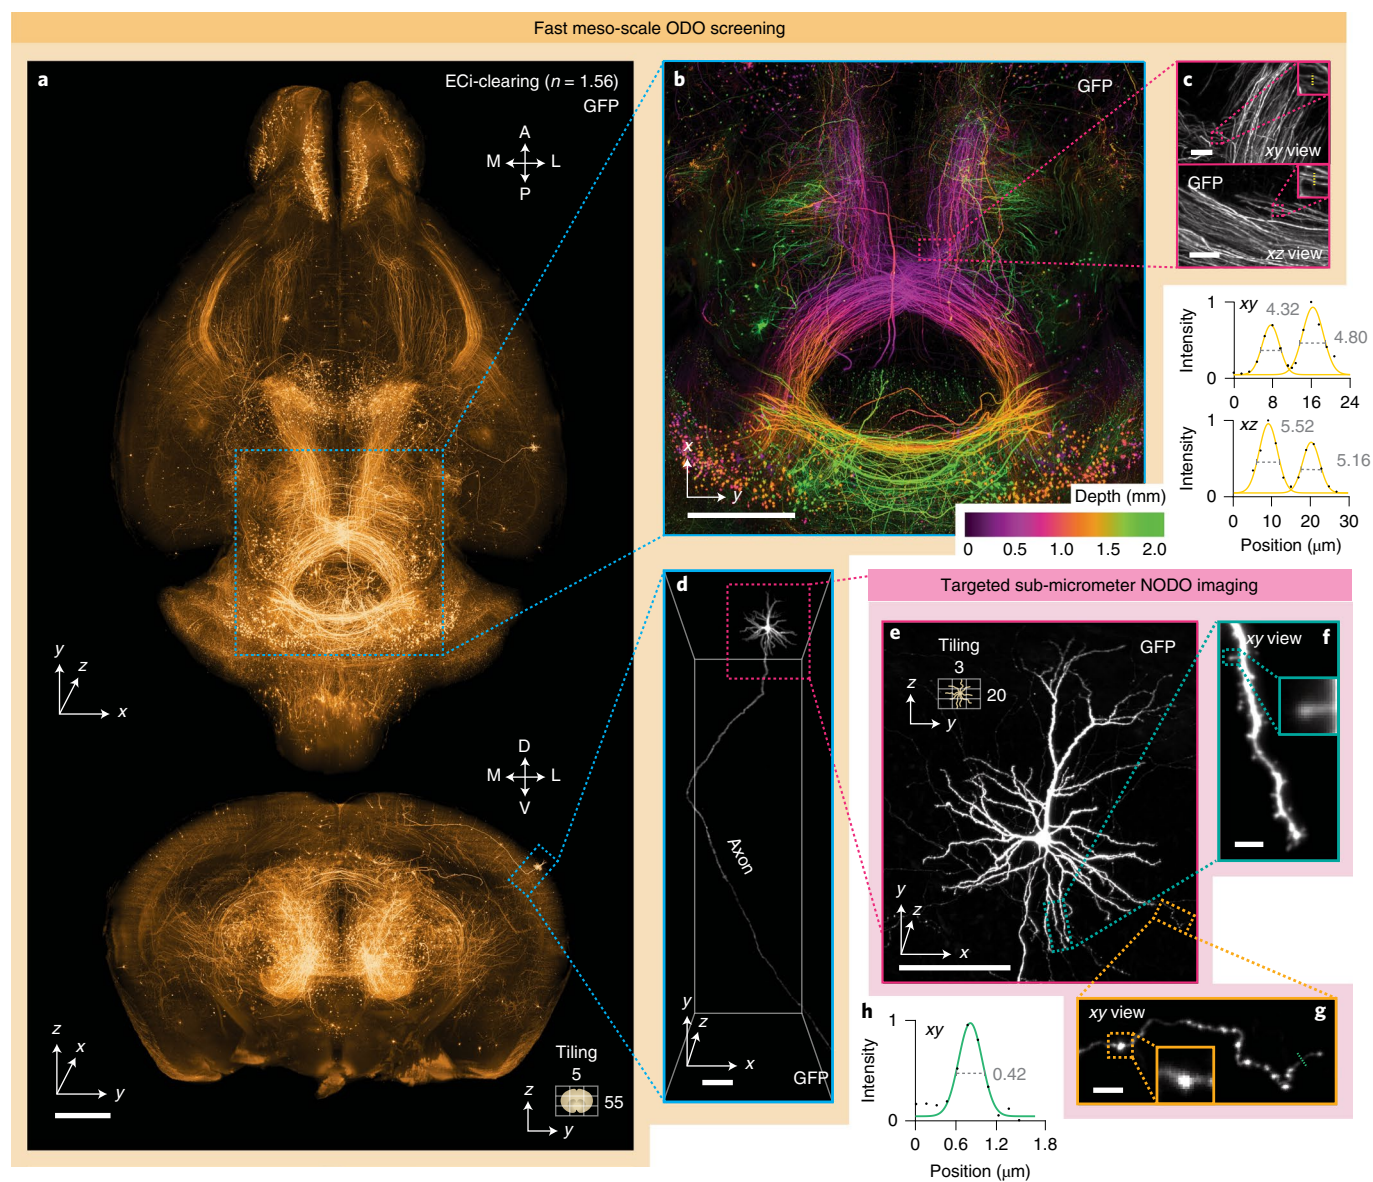 Fast meso-scale ODO screening
a
ECi-clearing (n = 1.56)
GFP
A
M L
P
y
z
x
D
M L
V
z
x
y
Tiling
5
55
z
y
b
GFP
x
y
Depth (mm)
0 0.5 1.0 1.5 2.0
c
xy view
GFP
xz view
1
xy
4.32
4.80
Intensity
0
0 8 16 24
1
xz
5.52
5.16
Intensity
0
0 10 20 30
Position (μm)
d
Axon
y
z
x
GFP
Targeted sub-micrometer NODO imaging
e
Tiling
3
20
z
y
GFP
y
z
x
f
xy view
g
xy view
h
1
xy
0.42
Intensity
0
0 0.6 1.2 1.8
Position (μm)